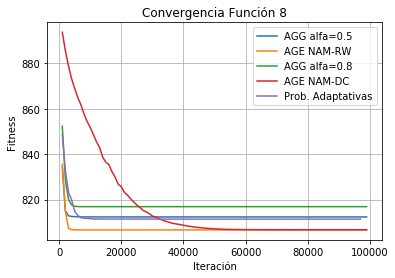 Convergencia Función 8
AGG alfa=0.5
AGE NAM-RW
AGG alfa=0.8
AGE NAM-DC
Prob. Adaptativas
Fitness
880
860
840
820
0 20000 40000 60000 80000 100000
Iteración